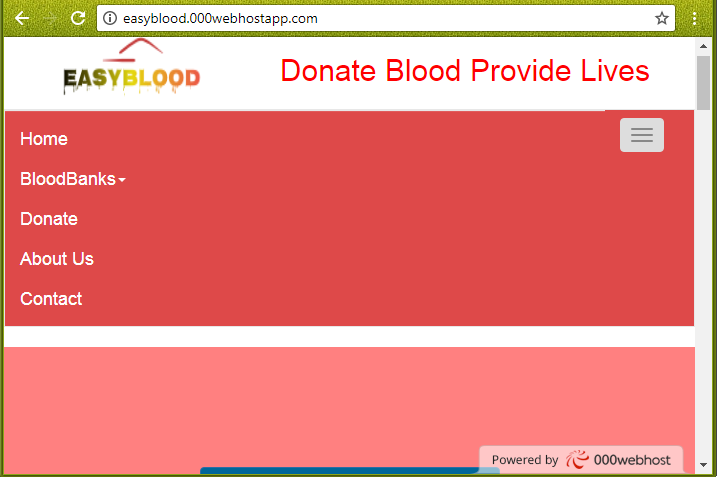 easyblood.000webhostapp.com
EASYBLOOD
Donate Blood Provide Lives
Home
BloodBanks
Donate
About Us
Contact
Powered by 000webhost